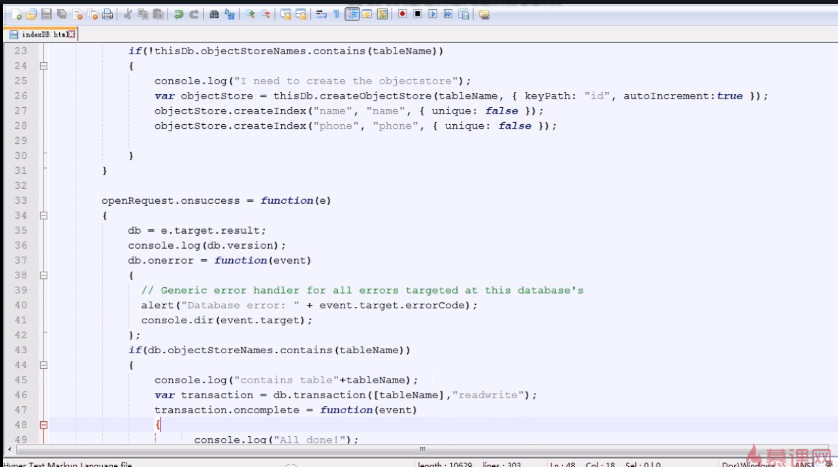 indexDB.html
23 if(!thisDb.objectStoreNames.contains(tableName))
24 {
25 console.log("I need to create the objectstore");
26 var objectStore = thisDb.createObjectStore(tableName, { keyPath: "id", autoIncrement:true });
27 objectStore.createIndex("name", "name", { unique: false });
28 objectStore.createIndex("phone", "phone", { unique: false });
29
30 }
31 }
32
33 openRequest.onsuccess = function(e)
34 {
35 db = e.target.result;
36 console.log(db.version);
37 db.onerror = function(event)
38 {
39 // Generic error handler for all errors targeted at this database's
40 alert("Database error: " + event.target.errorCode);
41 console.dir(event.target);
42 };
43 if(db.objectStoreNames.contains(tableName))
44 {
45 console.log("contains table"+tableName);
46 var transaction = db.transaction([tableName],"readwrite");
47 transaction.oncomplete = function(event)
48 {
49 console.log("All done!");
慕课网
Hyper Text Markup Language file length : 10629 lines : 303 Ln : 48 Col : 18 Sel : 0 | 0 Dos\Windows ANSI